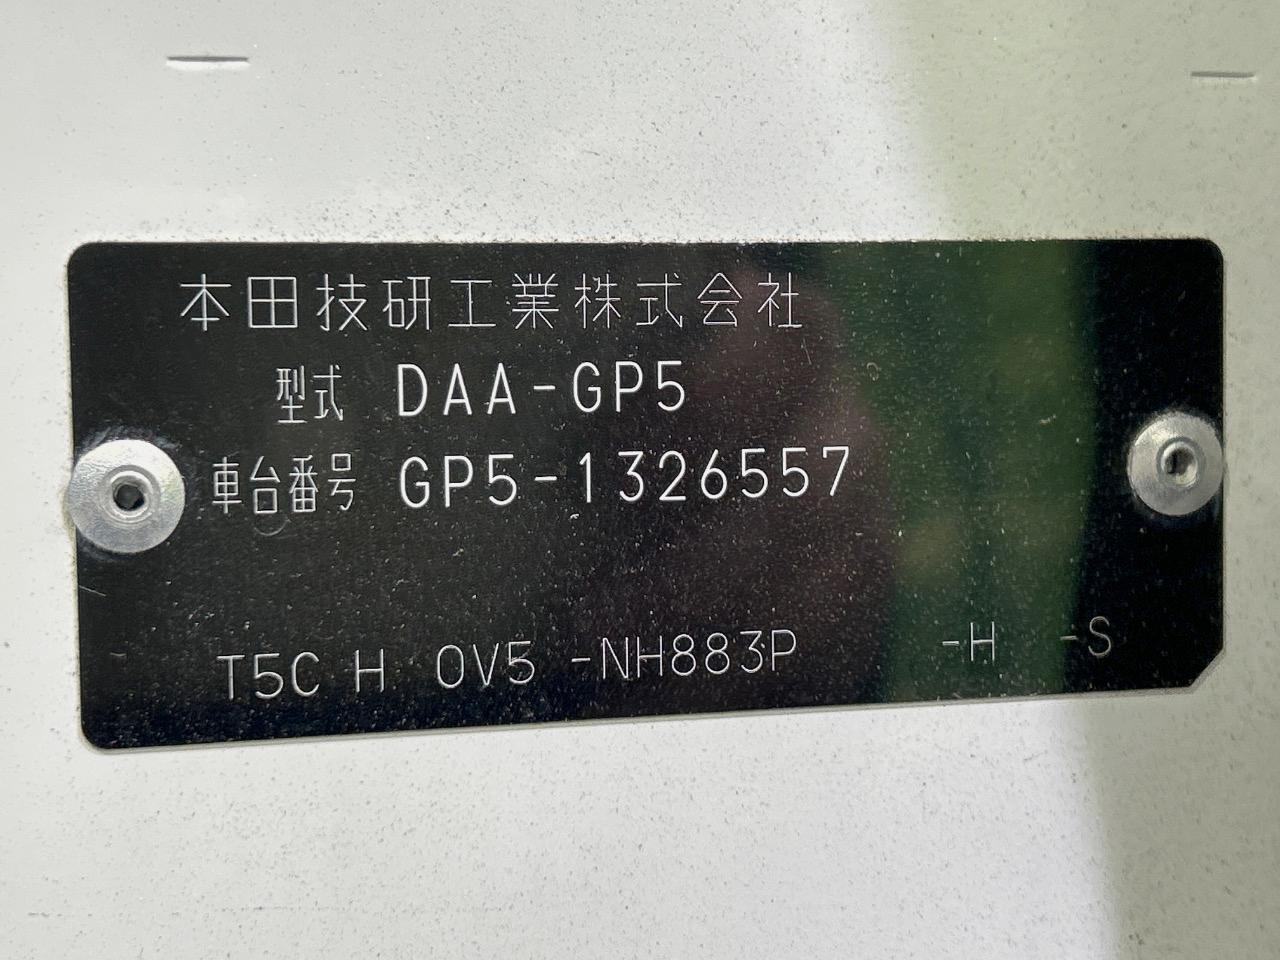 本田技研工業株式会社
型式 DAA-GP5
車台番号 GP5-1326557
T5C H 0V5 -NH883P -H -S